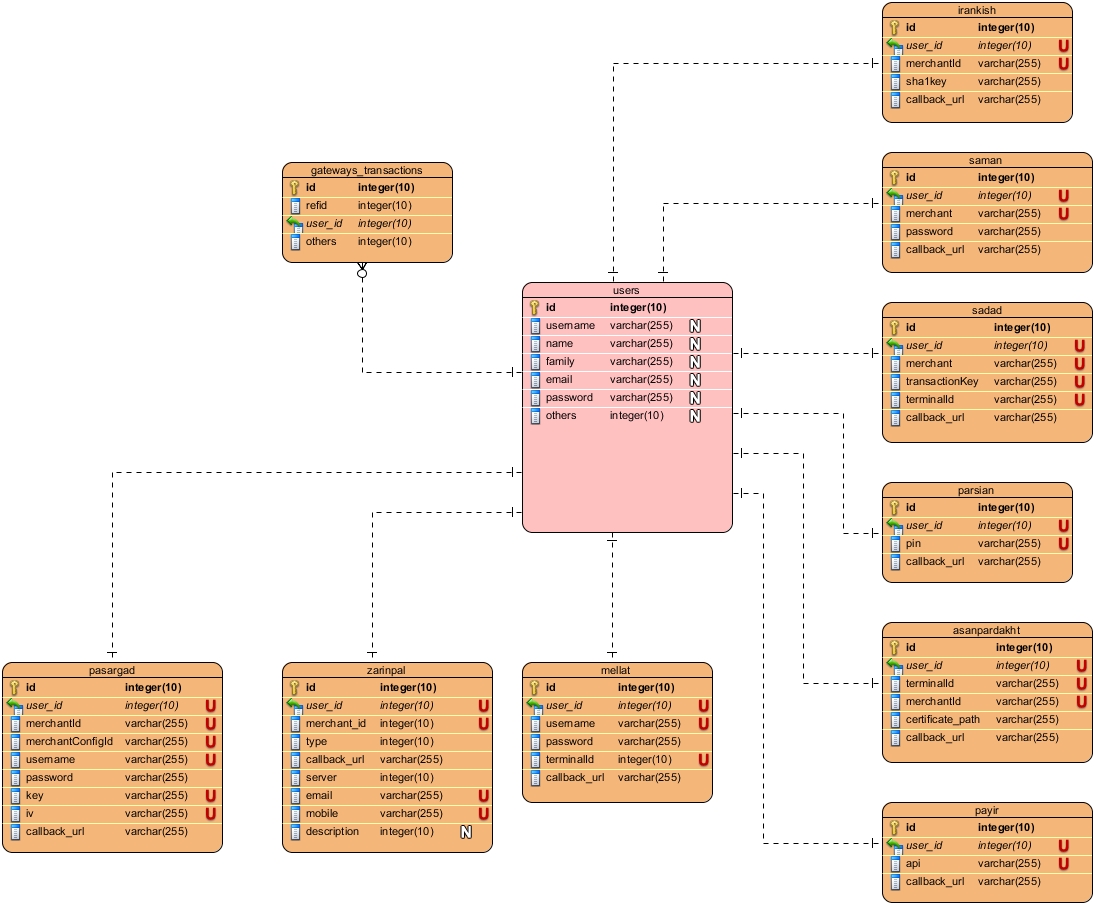 irankish
id integer(10)
user_id integer(10) U
merchantId varchar(255) U
sha1key varchar(255)
callback_url varchar(255)
gateways_transactions
id integer(10)
refid integer(10)
user_id integer(10)
others integer(10)
saman
id integer(10)
user_id integer(10) U
merchant varchar(255) U
password varchar(255)
callback_url varchar(255)
users
id integer(10)
username varchar(255) N
name varchar(255) N
family varchar(255) N
email varchar(255) N
password varchar(255) N
others integer(10) N
sadad
id integer(10)
user_id integer(10) U
merchant varchar(255) U
transactionKey varchar(255) U
terminalId varchar(255) U
callback_url varchar(255)
parsian
id integer(10)
user_id integer(10) U
pin varchar(255) U
callback_url varchar(255)
asanpardakht
id integer(10)
user_id integer(10) U
terminalId varchar(255) U
merchantId varchar(255) U
certificate_path varchar(255)
callback_url varchar(255)
pasargad
id integer(10)
user_id integer(10) U
merchantId varchar(255) U
merchantConfigId varchar(255) U
username varchar(255) U
password varchar(255)
key varchar(255) U
iv varchar(255) U
callback_url varchar(255)
zarinpal
id integer(10)
user_id integer(10) U
merchant_id integer(10) U
type integer(10)
callback_url varchar(255)
server integer(10)
email varchar(255) U
mobile varchar(255) U
description integer(10) N
mellat
id integer(10)
user_id integer(10) U
username varchar(255) U
password varchar(255)
terminalId integer(10) U
callback_url varchar(255)
payir
id integer(10)
user_id integer(10) U
api varchar(255) U
callback_url varchar(255)